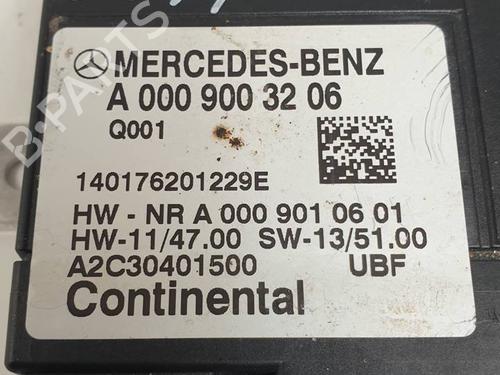 MERCEDES-BENZ
A 000 900 32 06
Q001
140176201229E
HW - NR A 000 901 06 01
HW-11/47.00 SW-13/51.00
A2C30401500 UBF
Continental
B-PARTS